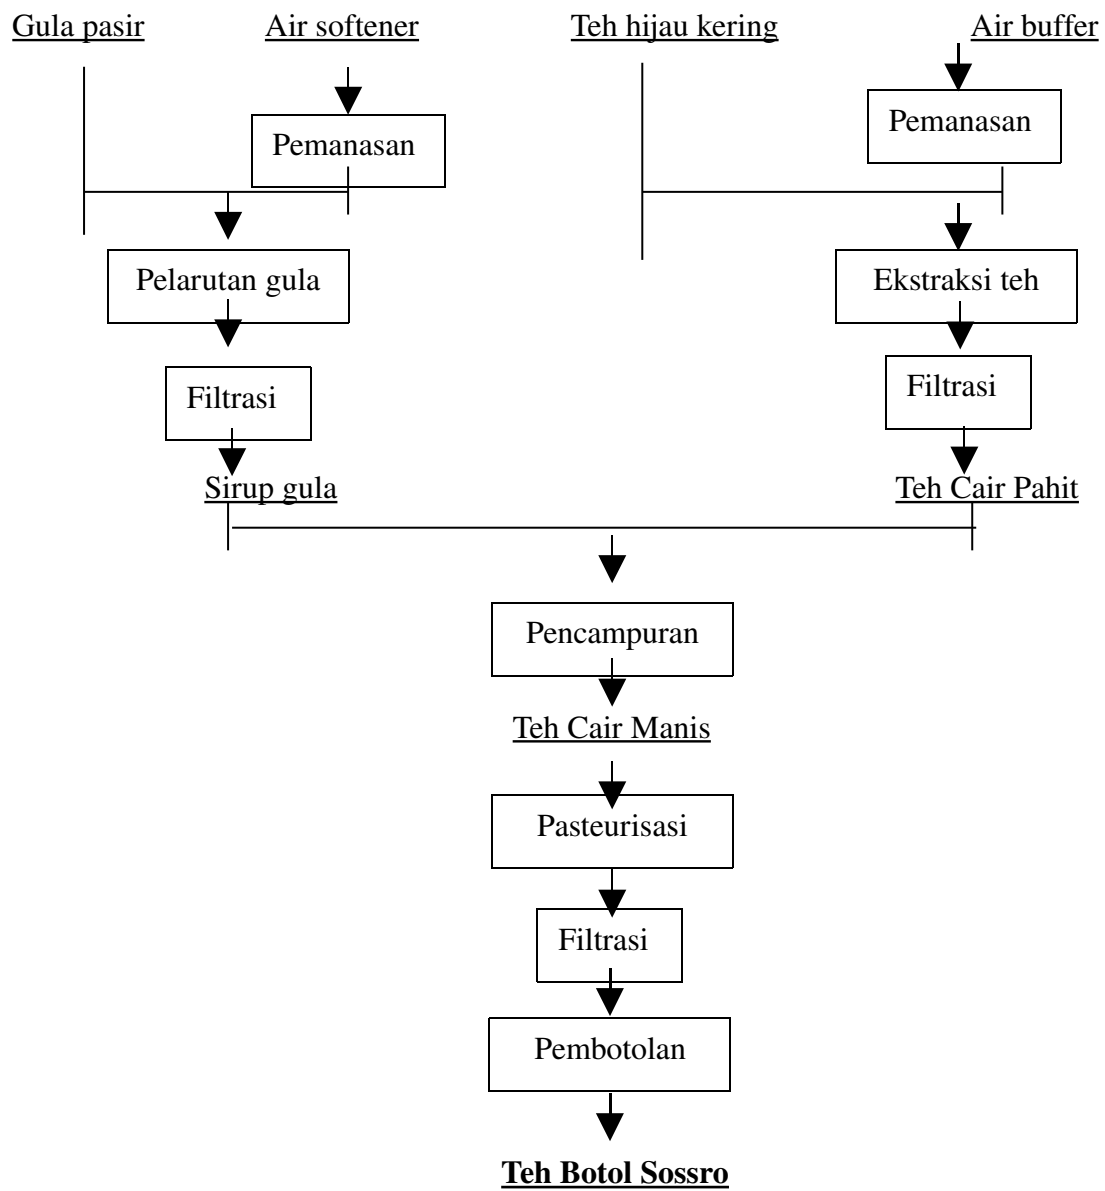 Gula pasir
Air softener
Teh hijau kering
Air buffer
Pemanasan
Pemanasan
Pelarutan gula
Ekstraksi teh
Filtrasi
Filtrasi
Sirup gula
Teh Cair Pahit
Pencampuran
Teh Cair Manis
Pasteurisasi
Filtrasi
Pembotolan
Teh Botol Sossro